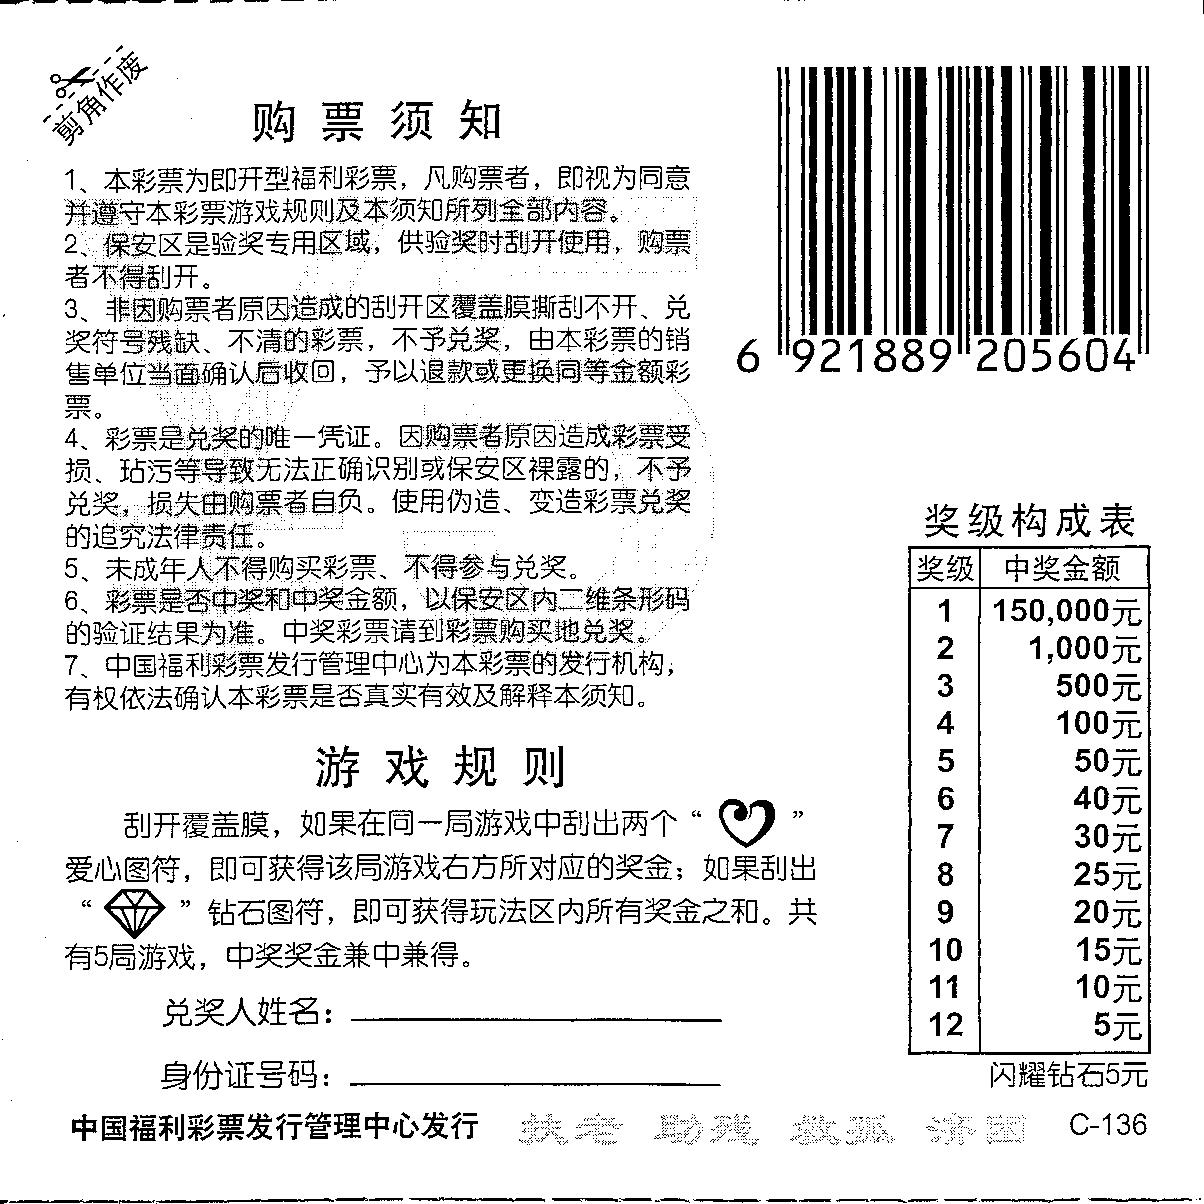 剪角作废
购票须知
1、本彩票为即开型福利彩票，凡购票者，即视为同意
并遵守本彩票游戏规则及本须知所列全部内容。
2、保安区是验奖专用区域，供验奖时刮开使用，购票
者不得刮开。
3、非因购票者原因造成的刮开区覆盖膜撕刮不开、兑
奖符号残缺、不清的彩票，不予兑奖，由本彩票的销
售单位当面确认后收回，予以退款或更换同等金额彩
票。
4、彩票是兑奖的唯一凭证。因购票者原因造成彩票受
损、玷污等导致无法正确识别或保安区裸露的，不予
兑奖，损失由购票者自负。使用伪造、变造彩票兑奖
的追究法律责任。
5、未成年人不得购买彩票、不得参与兑奖。
6、彩票是否中奖和中奖金额，以保安区内二维条形码
的验证结果为准。中奖彩票请到彩票购买地兑奖。
7、中国福利彩票发行管理中心为本彩票的发行机构，
有权依法确认本彩票是否真实有效及解释本须知。
游戏规则
刮开覆盖膜，如果在同一局游戏中刮出两个“ ”
爱心图符，即可获得该局游戏右方所对应的奖金；如果刮出
“ ”钻石图符，即可获得玩法区内所有奖金之和。共
有5局游戏，中奖奖金兼中兼得。
兑奖人姓名：
身份证号码：
中国福利彩票发行管理中心发行
扶老 助残 救孤 济困
6 921889 205604
奖级构成表
奖级 中奖金额
1 150,000元
2 1,000元
3 500元
4 100元
5 50元
6 40元
7 30元
8 25元
9 20元
10 15元
11 10元
12 5元
闪耀钻石5元
C-136